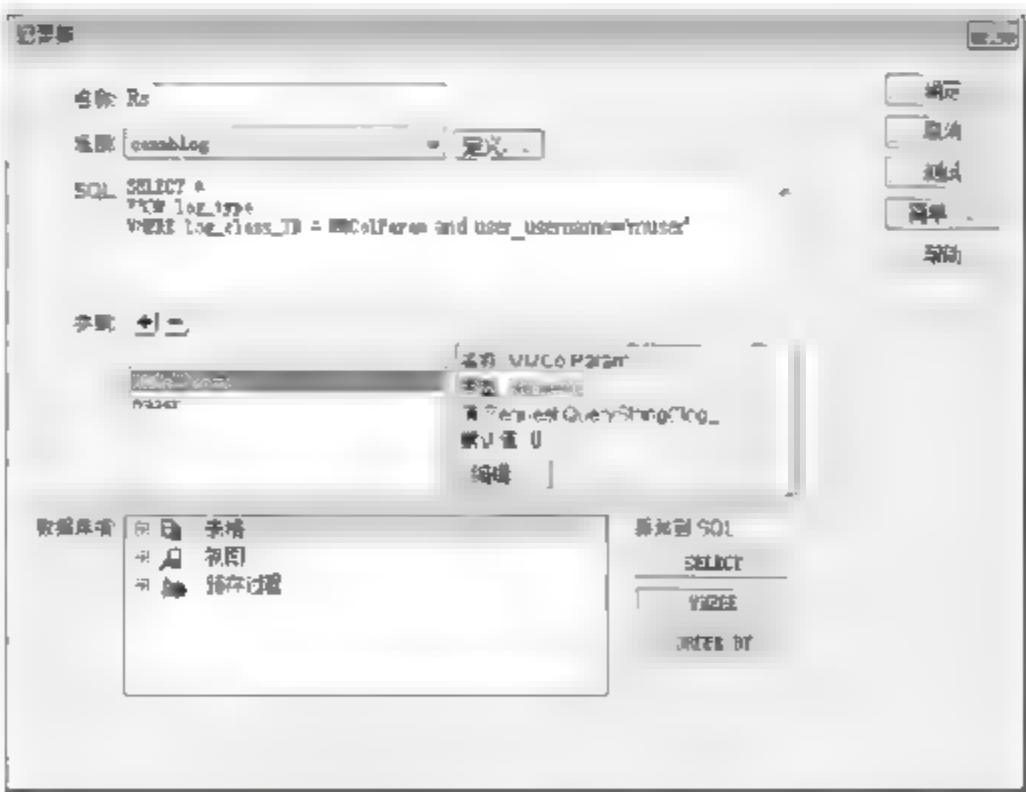 记录集
名称: Rs
确定
连接: connblog 定义...
取消
SQL: SELECT *
FROM log_type
WHERE log_class_ID = MMColParam and user_username='muser'
测试
简单...
帮助
参数: + -
名称: MMColParam
MMColParam
muser
值: Request.QueryString("log_
默认值: 0
编辑
数据库项: 表格
视图
预存过程
添加到 SQL:
SELECT
WHERE
ORDER BY